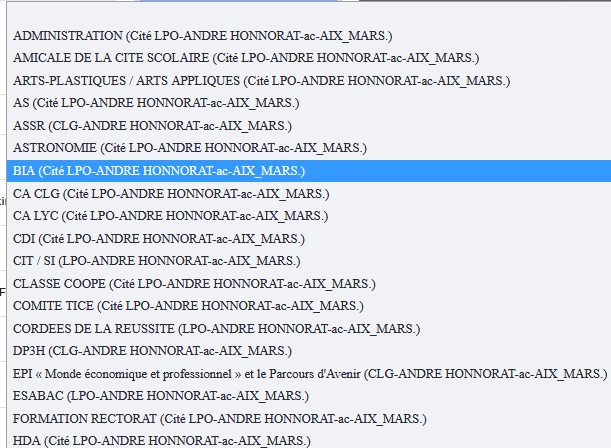 ADMINISTRATION (Cité LPO-ANDRE HONNORAT-ac-AIX_MARS.)
AMICALE DE LA CITE SCOLAIRE (Cité LPO-ANDRE HONNORAT-ac-AIX_MARS.)
ARTS-PLASTIQUES / ARTS APPLIQUES (Cité LPO-ANDRE HONNORAT-ac-AIX_MARS.)
AS (Cité LPO-ANDRE HONNORAT-ac-AIX_MARS.)
ASSR (CLG-ANDRE HONNORAT-ac-AIX_MARS.)
ASTRONOMIE (Cité LPO-ANDRE HONNORAT-ac-AIX_MARS.)
BIA (Cité LPO-ANDRE HONNORAT-ac-AIX_MARS.)
CA CLG (Cité LPO-ANDRE HONNORAT-ac-AIX_MARS.)
CA LYC (Cité LPO-ANDRE HONNORAT-ac-AIX_MARS.)
CDI (Cité LPO-ANDRE HONNORAT-ac-AIX_MARS.)
CIT / SI (LPO-ANDRE HONNORAT-ac-AIX_MARS.)
CLASSE COOPE (Cité LPO-ANDRE HONNORAT-ac-AIX_MARS.)
COMITE TICE (Cité LPO-ANDRE HONNORAT-ac-AIX_MARS.)
CORDEES DE LA REUSSITE (LPO-ANDRE HONNORAT-ac-AIX_MARS.)
DP3H (CLG-ANDRE HONNORAT-ac-AIX_MARS.)
EPI « Monde économique et professionnel » et le Parcours d'Avenir (CLG-ANDRE HONNORAT-ac-AIX_MARS.)
ESABAC (LPO-ANDRE HONNORAT-ac-AIX_MARS.)
FORMATION RECTORAT (Cité LPO-ANDRE HONNORAT-ac-AIX_MARS.)
HDA (Cité LPO-ANDRE HONNORAT-ac-AIX_MARS.)